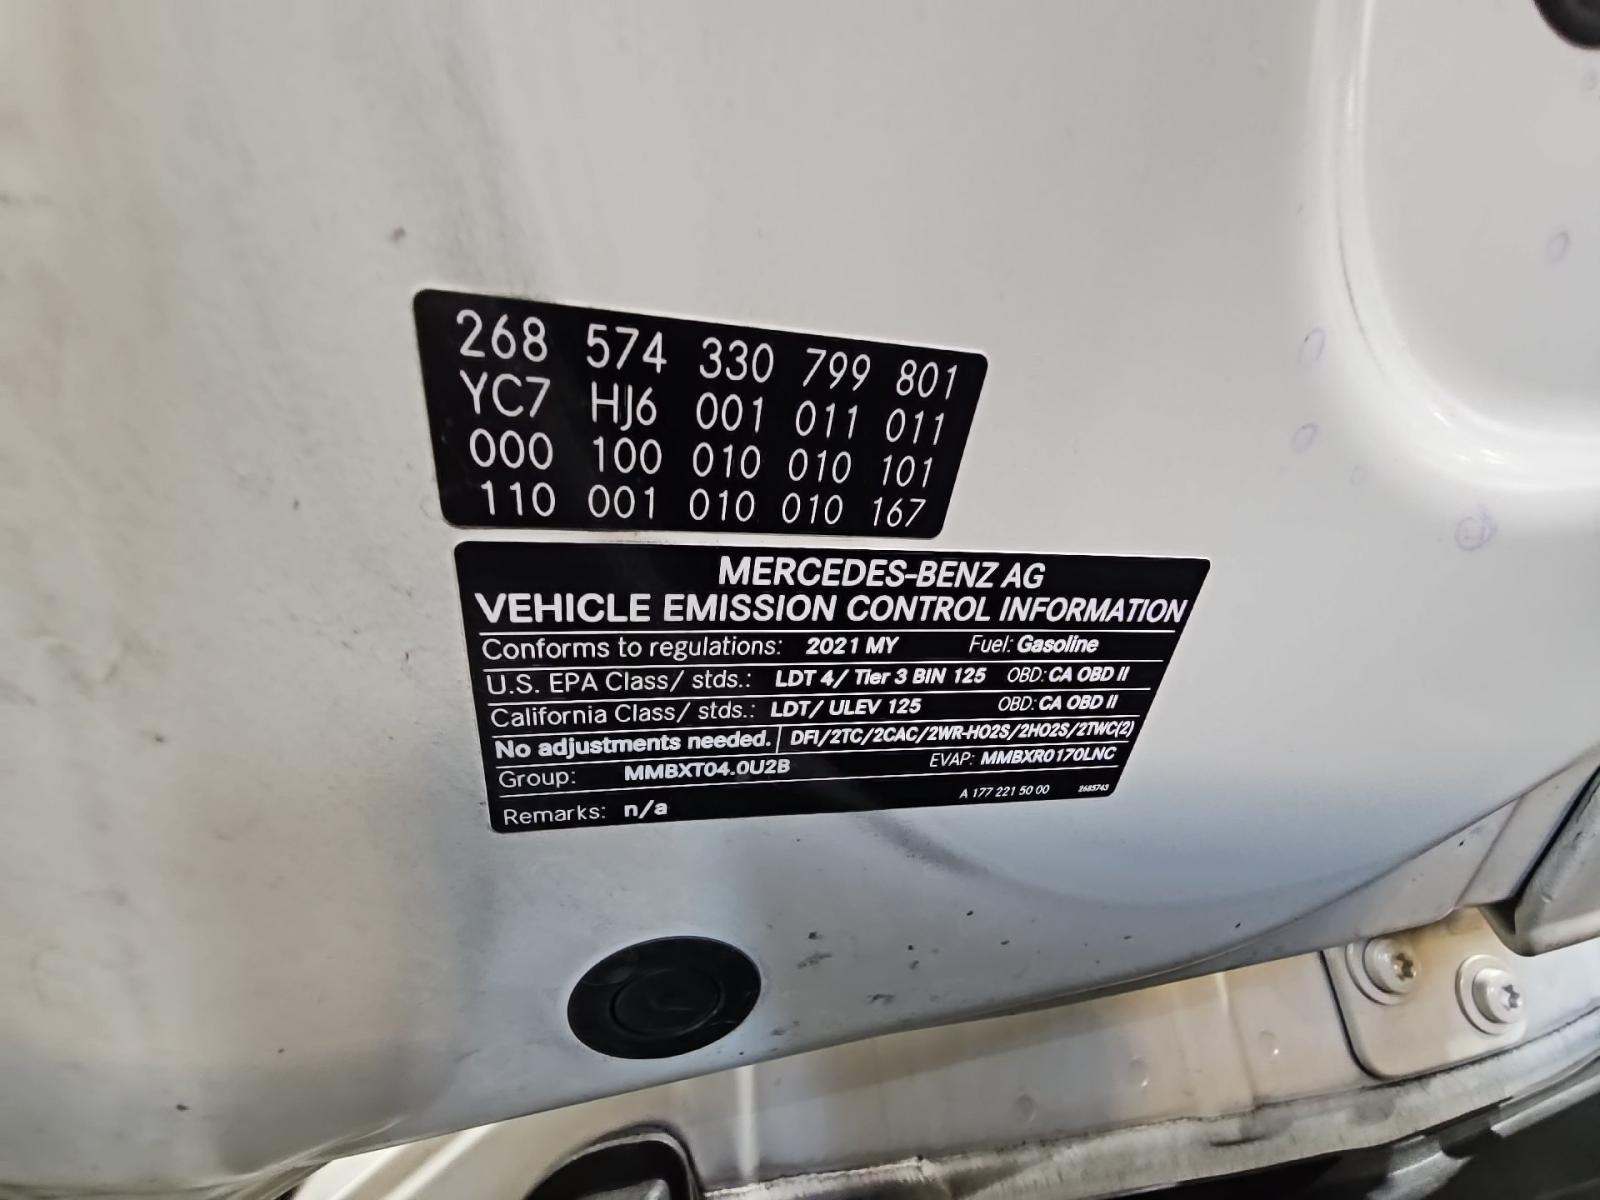 268 574 330 799 801
YC7 HJ6 001 011 011
000 100 010 010 101
110 001 010 010 167
MERCEDES-BENZ AG
VEHICLE EMISSION CONTROL INFORMATION
Conforms to regulations: 2021 MY Fuel: Gasoline
U.S. EPA Class/ stds.: LDT 4/ Tier 3 BIN 125 OBD: CA OBD II
California Class/ stds.: LDT/ ULEV 125 OBD: CA OBD II
No adjustments needed. DFI/2TC/2CAC/2WR-HO2S/2HO2S/2TWC(2)
Group: MMBXT04.0U2B EVAP: MMBXR0170LNC
Remarks: n/a A 177 221 50 00 2685743